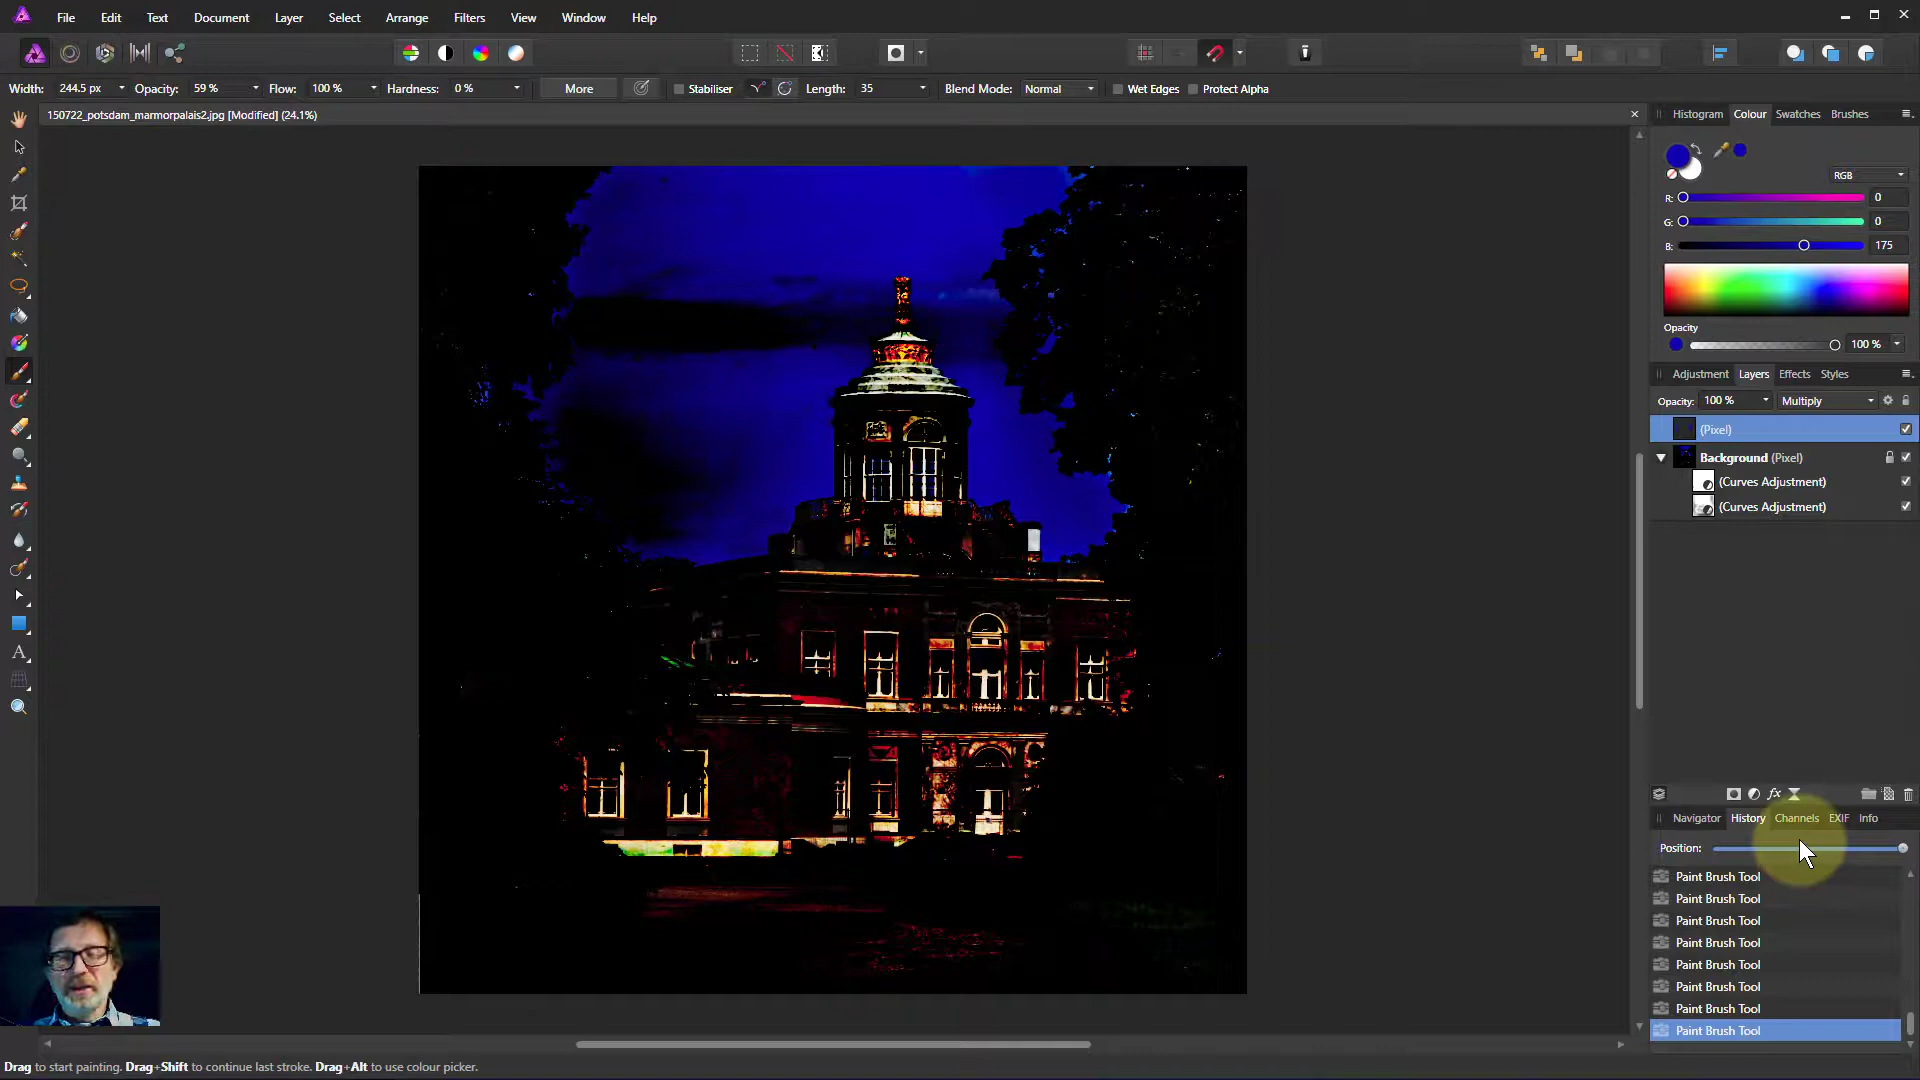 File Edit Text Document Layer Select Arrange Filters View Window Help
Width: 244.5 px Opacity: 59 % Flow: 100 % Hardness: 0 % More Stabiliser Length: 35 Blend Mode: Normal Wet Edges Protect Alpha
150722_potsdam_marmorpalais2.jpg [Modified] (24.1%)
Histogram Colour Swatches Brushes
RGB
R: 0
G: 0
B: 175
Opacity
100 %
Adjustment Layers Effects Styles
Opacity: 100 % Multiply
(Pixel)
Background (Pixel)
(Curves Adjustment)
(Curves Adjustment)
Navigator History Channels EXIF Info
Position:
Paint Brush Tool
Paint Brush Tool
Paint Brush Tool
Paint Brush Tool
Paint Brush Tool
Paint Brush Tool
Paint Brush Tool
Paint Brush Tool
Drag to start painting. Drag+Shift to continue last stroke. Drag+Alt to use colour picker.